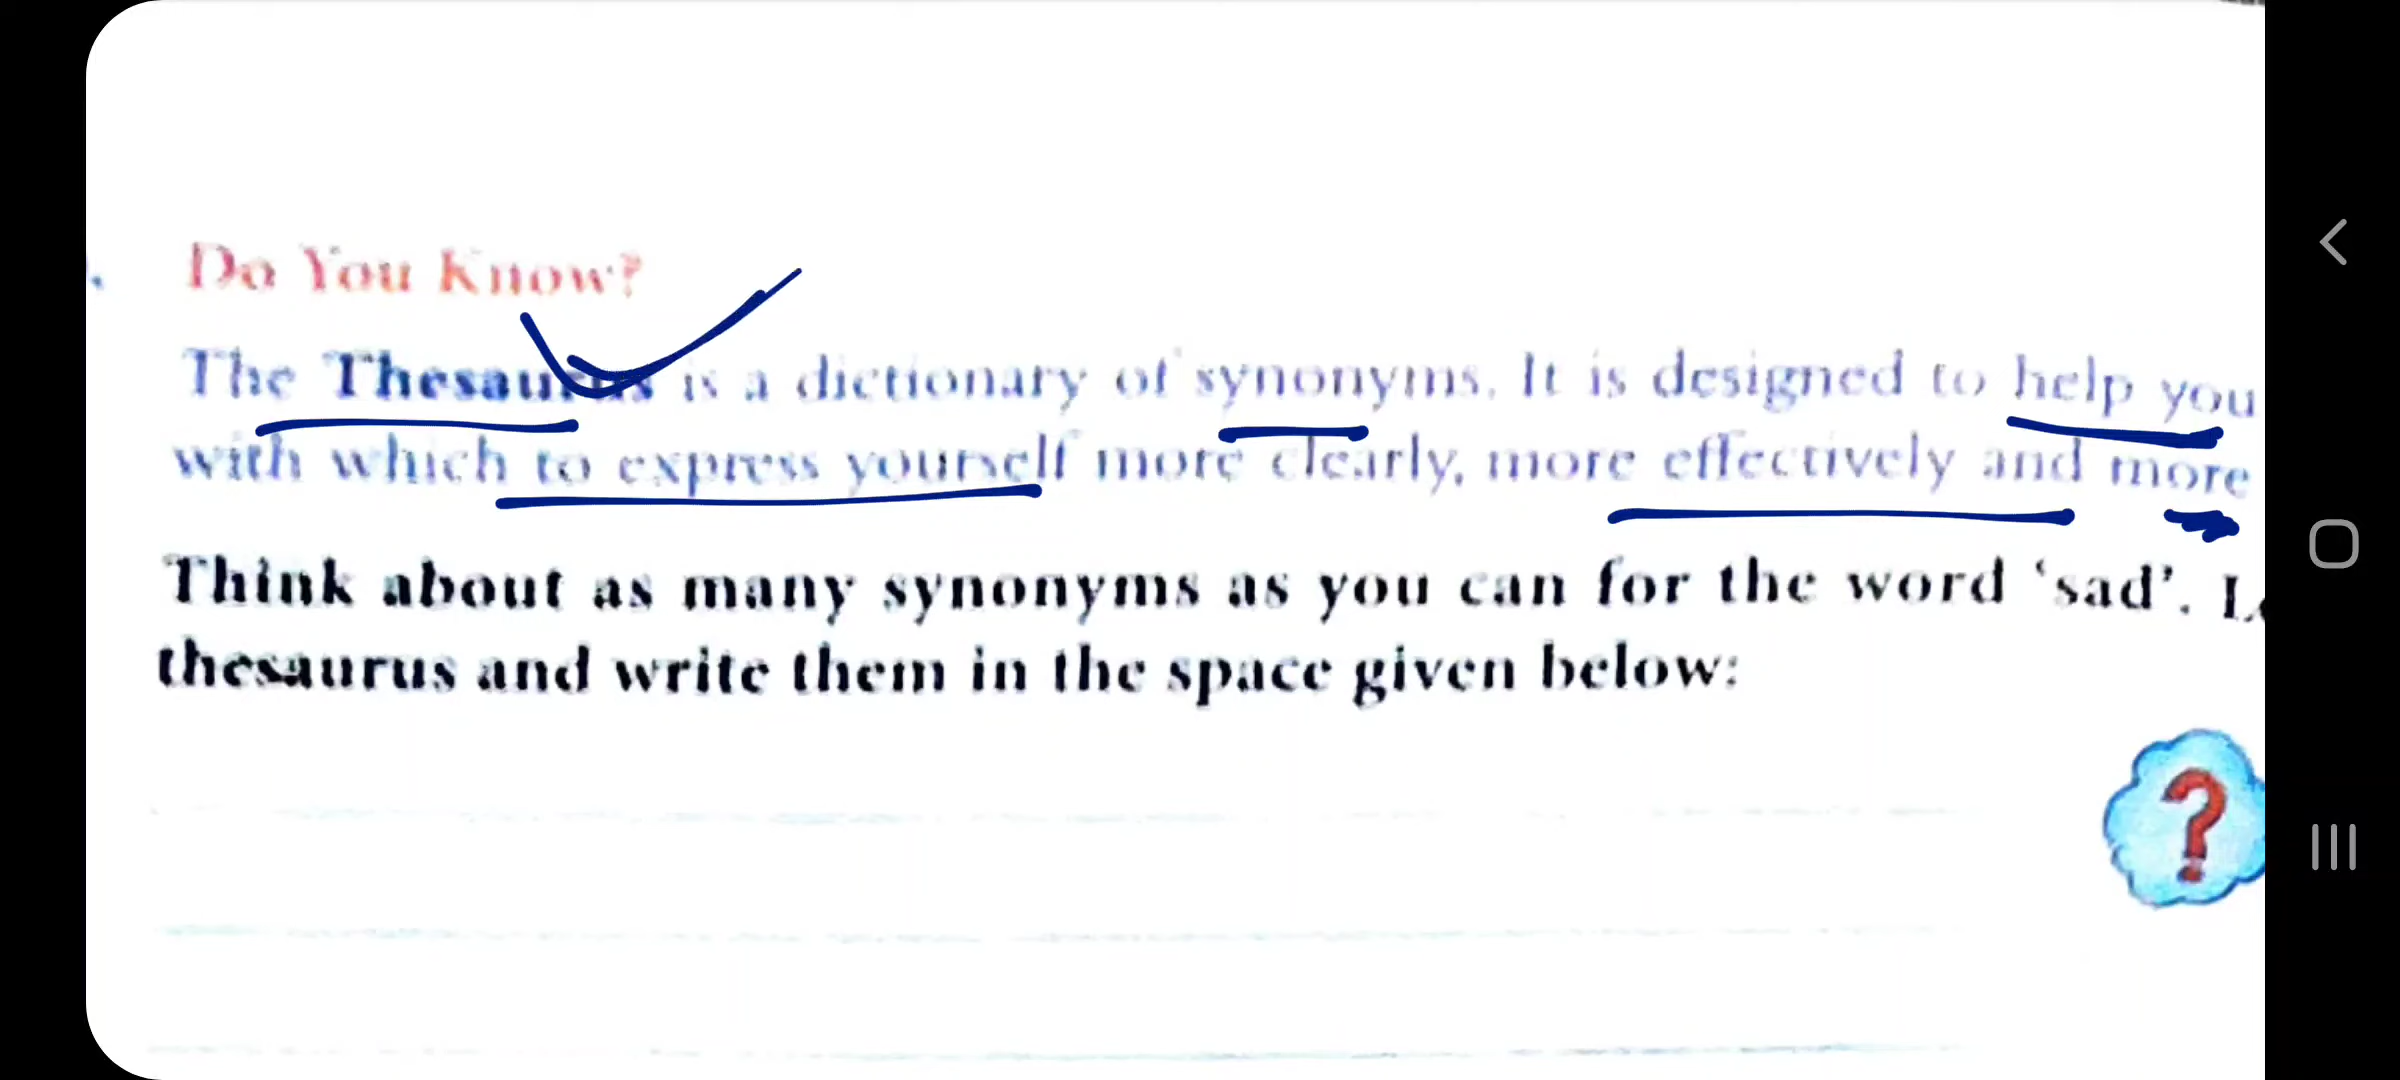 Do You Know?
The Thesaurus is a dictionary of synonyms. It is designed to help you
with which to express yourself more clearly, more effectively and more
Think about as many synonyms as you can for the word ‘sad’.
thesaurus and write them in the space given below:
?